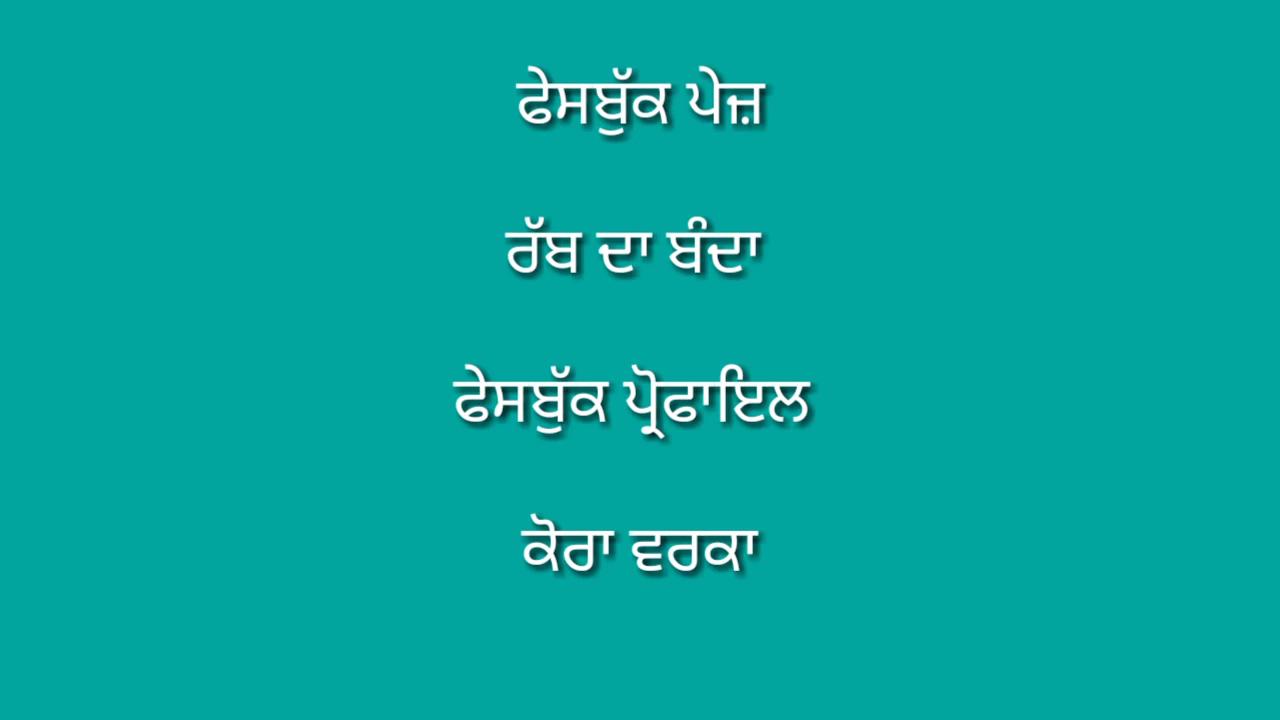 ਫੇਸਬੁੱਕ ਪੇਜ਼
ਰੱਬ ਦਾ ਬੰਦਾ
ਫੇਸਬੁੱਕ ਪ੍ਰੋਫਾਇਲ
ਕੋਰਾ ਵਰਕਾ